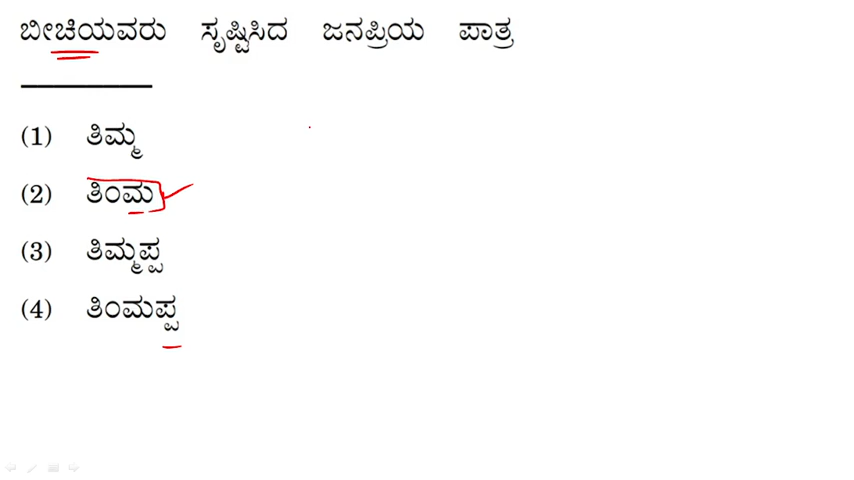 ಬೀಚಿಯವರು ಸೃಷ್ಟಿಸಿದ ಜನಪ್ರಿಯ ಪಾತ್ರ
(1) ತಿಮ್ಮ
(2) ತಿಂಮ
(3) ತಿಮ್ಮಪ್ಪ
(4) ತಿಂಮಪ್ಪ